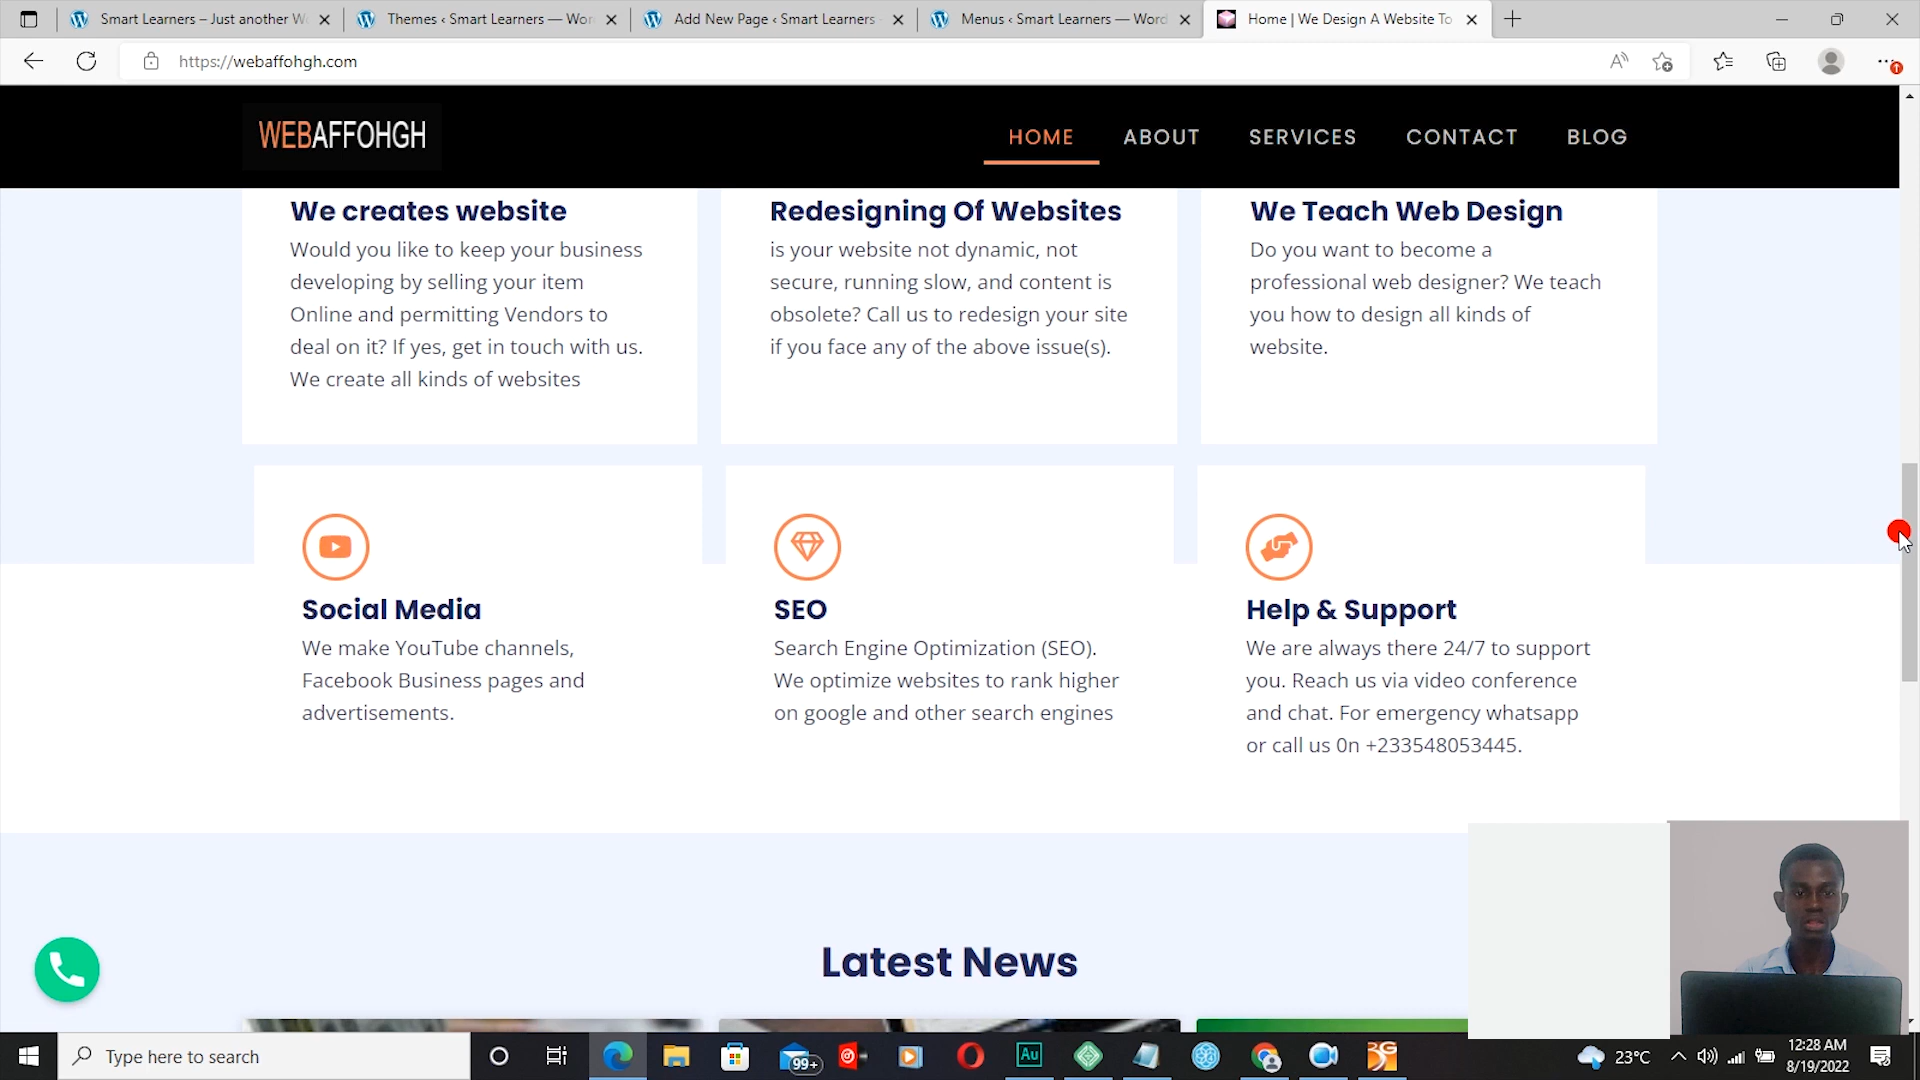 Smart Learners – Just another W
Themes ‹ Smart Learners — Wor
Add New Page ‹ Smart Learners
Menus ‹ Smart Learners — Word
Home | We Design A Website To
https://webaffohgh.com
WEBAFFOHGH
HOME
ABOUT
SERVICES
CONTACT
BLOG
We creates website
Would you like to keep your business
developing by selling your item
Online and permitting Vendors to
deal on it? If yes, get in touch with us.
We create all kinds of websites
Redesigning Of Websites
is your website not dynamic, not
secure, running slow, and content is
obsolete? Call us to redesign your site
if you face any of the above issue(s).
We Teach Web Design
Do you want to become a
professional web designer? We teach
you how to design all kinds of
website.
Social Media
We make YouTube channels,
Facebook Business pages and
advertisements.
SEO
Search Engine Optimization (SEO).
We optimize websites to rank higher
on google and other search engines
Help & Support
We are always there 24/7 to support
you. Reach us via video conference
and chat. For emergency whatsapp
or call us 0n +233548053445.
Latest News
Type here to search
99+
Au
3G
23°C
12:28 AM
8/19/2022